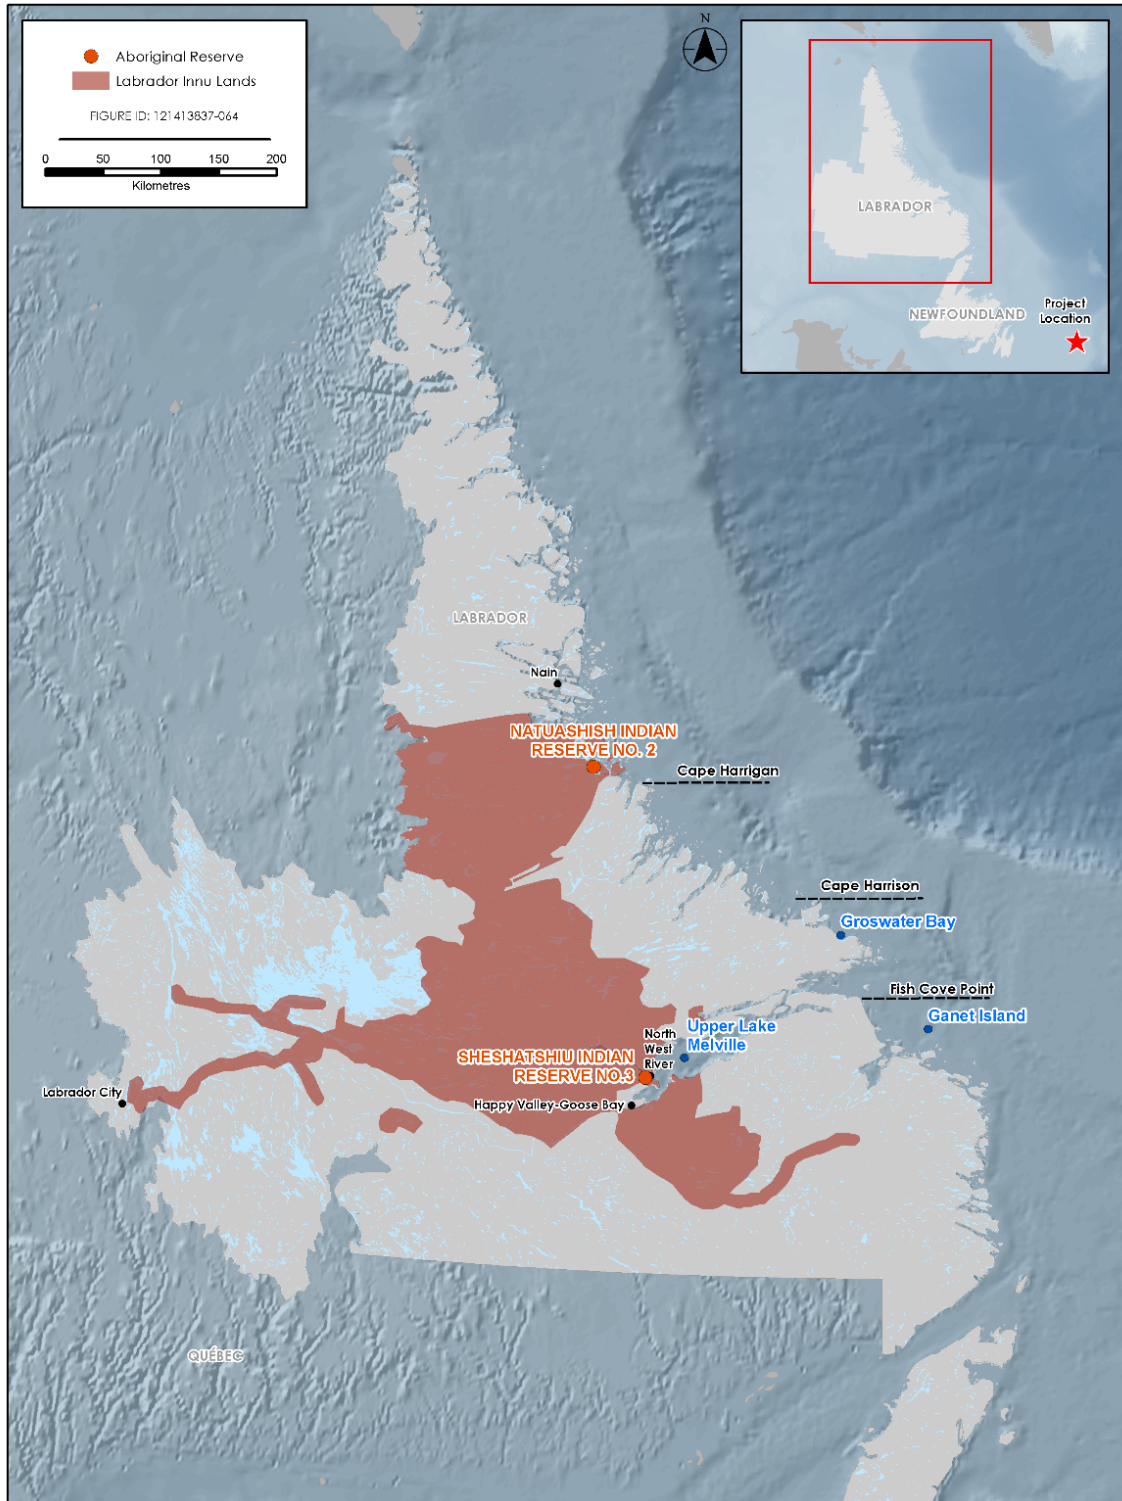 Aboriginal Reserve
Labrador Innu Lands
FIGURE ID: 121413837-064
0 50 100 150 200
Kilometres
N
LABRADOR
NEWFOUNDLAND
Project
Location
LABRADOR
Nain
NATUASHISH INDIAN
RESERVE NO. 2
Cape Harrigan
Cape Harrison
Groswater Bay
Fish Cove Point
Ganet Island
North
West
River
Upper Lake
Melville
SHESHATSHIU INDIAN
RESERVE NO.3
Labrador City
Happy Valley-Goose Bay
QUÉBEC